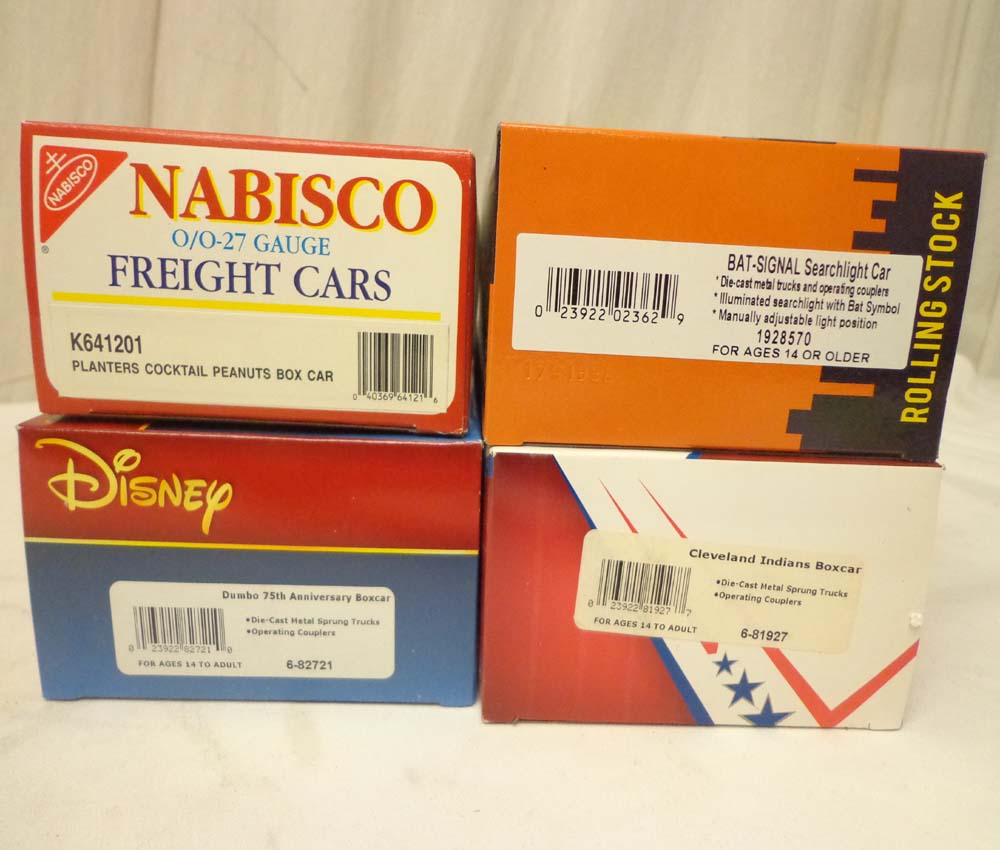 NABISCO
NABISCO
O/O-27 GAUGE
FREIGHT CARS
K641201
PLANTERS COCKTAIL PEANUTS BOX CAR
0 40369 64121 6
®
BAT-SIGNAL Searchlight Car
* Die-cast metal trucks and operating couplers
* Illuminated searchlight with Bat Symbol
* Manually adjustable light position
1928570
FOR AGES 14 OR OLDER
0 23922 02362 9
ROLLING STOCK
DISNEY
Dumbo 75th Anniversary Boxcar
•Die-Cast Metal Sprung Trucks
•Operating Couplers
0 23922 82721 0
FOR AGES 14 TO ADULT
6-82721
Cleveland Indians Boxcar
•Die-Cast Metal Sprung Trucks
•Operating Couplers
0 23922 81927 7
FOR AGES 14 TO ADULT
6-81927